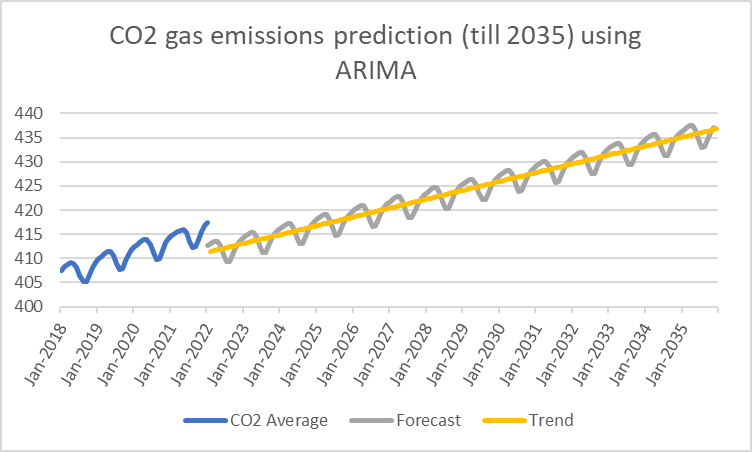 CO2 gas emissions prediction (till 2035) using
ARIMA
440
435
430
425
420
415
410
405
400
Jan-2018
Jan-2019
Jan-2020
Jan-2021
Jan-2022
Jan-2023
Jan-2024
Jan-2025
Jan-2026
Jan-2027
Jan-2028
Jan-2029
Jan-2030
Jan-2031
Jan-2032
Jan-2033
Jan-2034
Jan-2035
CO2 Average Forecast Trend